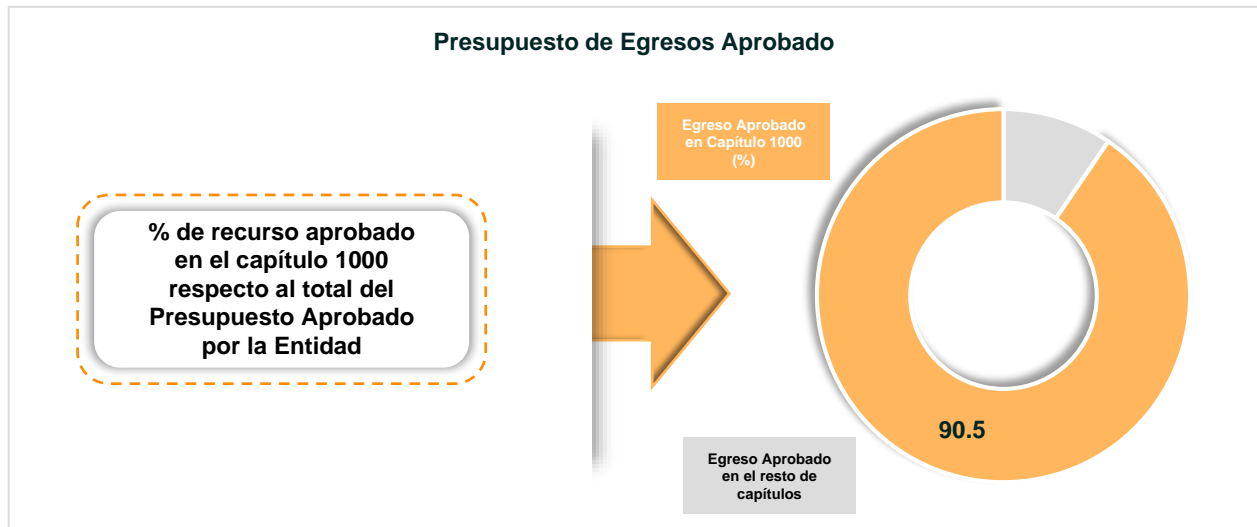 Presupuesto de Egresos Aprobado
Egreso Aprobado
en Capítulo 1000
(%)
% de recurso aprobado
en el capítulo 1000
respecto al total del
Presupuesto Aprobado
por la Entidad
90.5
Egreso Aprobado
en el resto de
capítulos